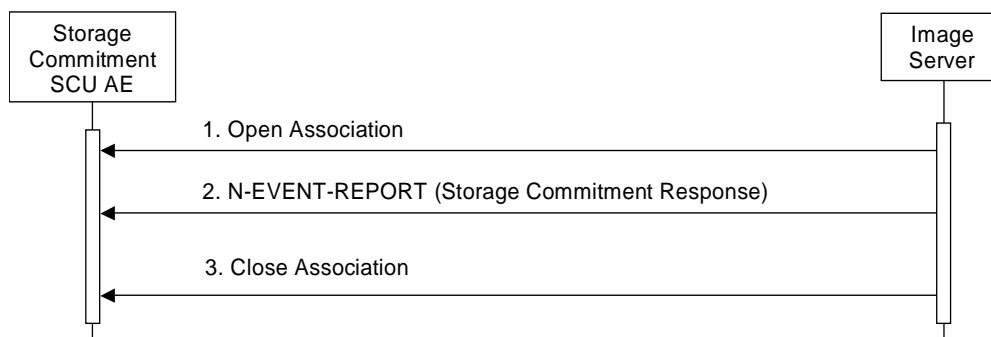 Storage
Commitment
SCU AE
Image
Server
1. Open Association
2. N-EVENT-REPORT (Storage Commitment Response)
3. Close Association